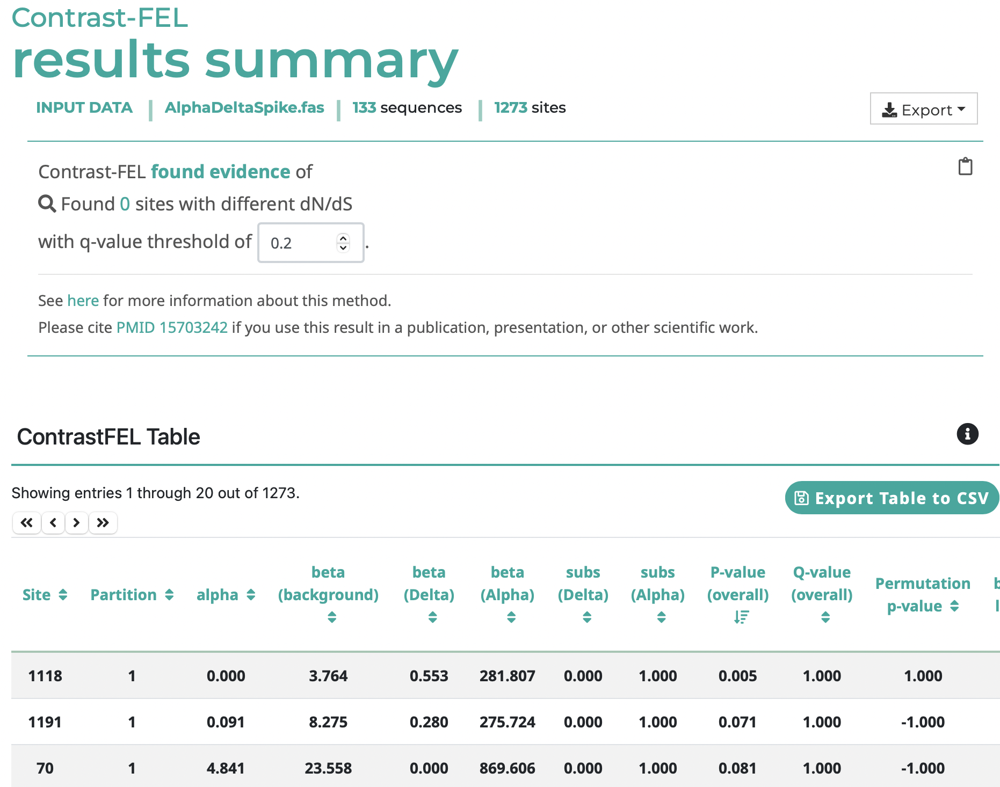 Contrast-FEL
results summary
INPUT DATA | AlphaDeltaSpike.fas | 133 sequences | 1273 sites
Export
Contrast-FEL found evidence of
Found 0 sites with different dN/dS
with q-value threshold of 0.2 .
See here for more information about this method.
Please cite PMID 15703242 if you use this result in a publication, presentation, or other scientific work.
ContrastFEL Table
Showing entries 1 through 20 out of 1273.
Export Table to CSV
Site Partition alpha beta (background) beta (Delta) beta (Alpha) subs (Delta) subs (Alpha) P-value (overall) Q-value (overall) Permutation p-value
1118 1 0.000 3.764 0.553 281.807 0.000 1.000 0.005 1.000 1.000
1191 1 0.091 8.275 0.280 275.724 0.000 1.000 0.071 1.000 -1.000
70 1 4.841 23.558 0.000 869.606 0.000 1.000 0.081 1.000 -1.000